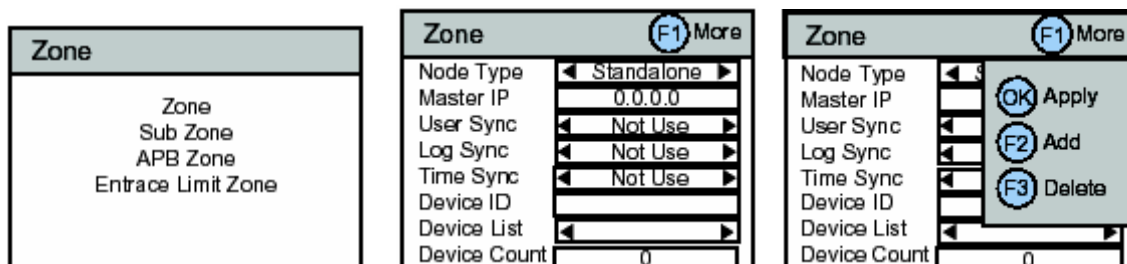 Zone
Zone
Sub Zone
APB Zone
Entrace Limit Zone
Zone F1 More
Node Type Standalone
Master IP 0.0.0.0
User Sync Not Use
Log Sync Not Use
Time Sync Not Use
Device ID
Device List
Device Count 0
Zone F1 More
Node Type
Master IP
User Sync
Log Sync
Time Sync
Device ID
Device List
Device Count 0
OK Apply
F2 Add
F3 Delete